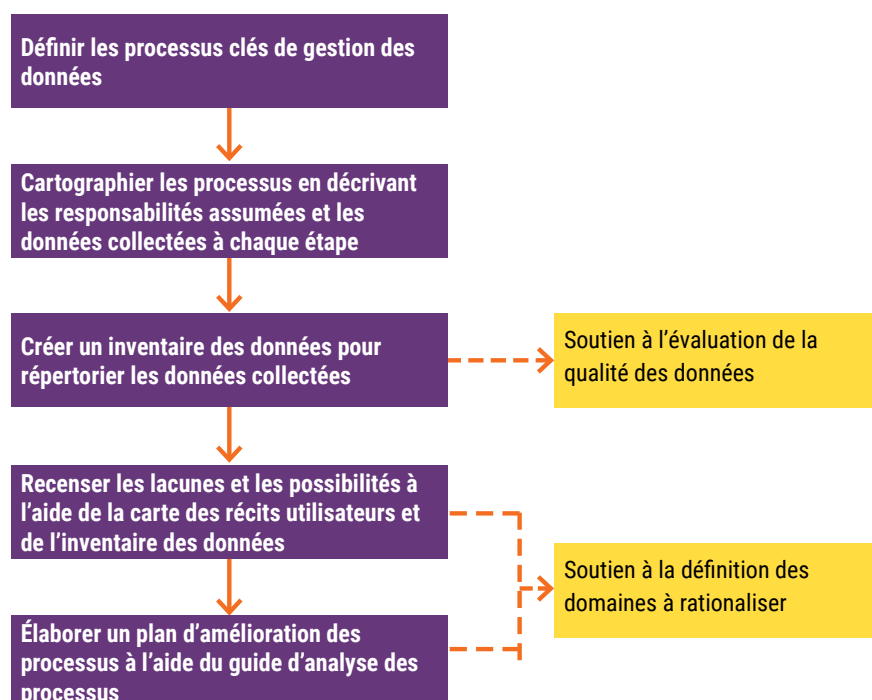 Définir les processus clés de gestion des
données
Cartographier les processus en décrivant
les responsabilités assumées et les
données collectées à chaque étape
Créer un inventaire des données pour
répertorier les données collectées
Soutien à l’évaluation de la
qualité des données
Recenser les lacunes et les possibilités à
l’aide de la carte des récits utilisateurs et
de l’inventaire des données
Soutien à la définition des
domaines à rationaliser
Élaborer un plan d’amélioration des
processus à l’aide du guide d’analyse des
processus